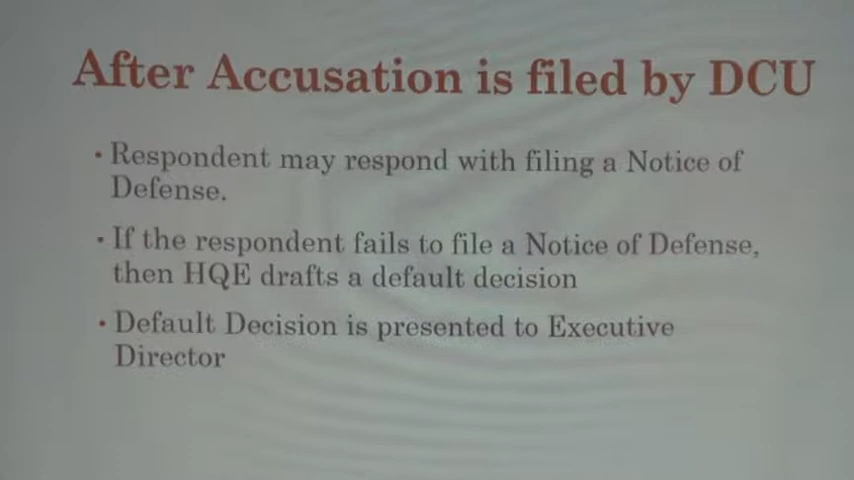 After Accusation is filed by DCU
• Respondent may respond with filing a Notice of
Defense.
• If the respondent fails to file a Notice of Defense,
then HQE drafts a default decision
• Default Decision is presented to Executive
Director